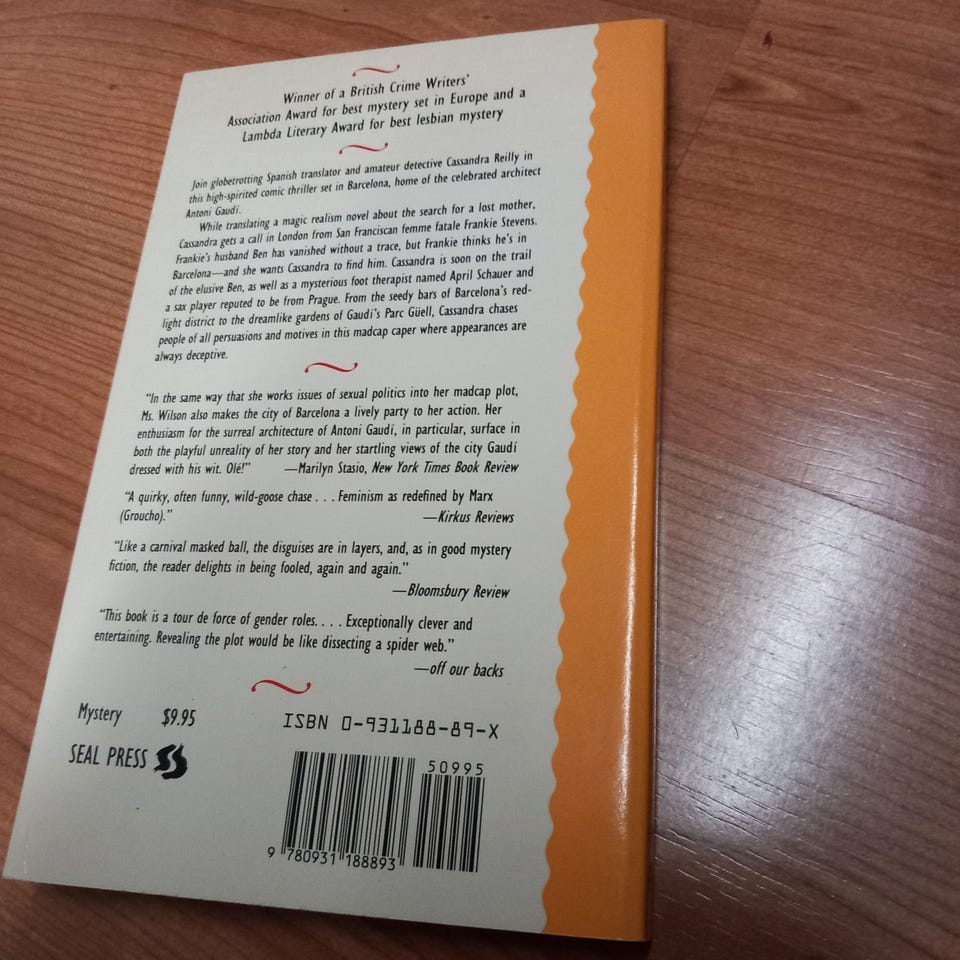 Winner of a British Crime Writers'
Association Award for best mystery set in Europe and a
Lambda Literary Award for best lesbian mystery
Join globetrotting Spanish translator and amateur detective Cassandra Reilly in
this high-spirited comic thriller set in Barcelona, home of the celebrated architect
Antoni Gaudí.
While translating a magic realism novel about the search for a lost mother,
Cassandra gets a call in London from San Franciscan femme fatale Frankie Stevens.
Frankie's husband Ben has vanished without a trace, but Frankie thinks he's in
Barcelona—and she wants Cassandra to find him. Cassandra is soon on the trail
of the elusive Ben, as well as a mysterious foot therapist named April Schauer and
a sax player reputed to be from Prague. From the seedy bars of Barcelona's red-
light district to the dreamlike gardens of Gaudí's Parc Güell, Cassandra chases
people of all persuasions and motives in this madcap caper where appearances are
always deceptive.
"In the same way that she works issues of sexual politics into her madcap plot,
Ms. Wilson also makes the city of Barcelona a lively party to her action. Her
enthusiasm for the surreal architecture of Antoni Gaudí, in particular, surface in
both the playful unreality of her story and her startling views of the city Gaudí
dressed with his wit. Olé!" —Marilyn Stasio, New York Times Book Review
"A quirky, often funny, wild-goose chase . . . Feminism as redefined by Marx
(Groucho)." —Kirkus Reviews
"Like a carnival masked ball, the disguises are in layers, and, as in good mystery
fiction, the reader delights in being fooled, again and again."
—Bloomsbury Review
"This book is a tour de force of gender roles. . . . Exceptionally clever and
entertaining. Revealing the plot would be like dissecting a spider web."
—off our backs
Mystery $9.95
SEAL PRESS
ISBN 0-931188-89-X
50995
9 780931 188893